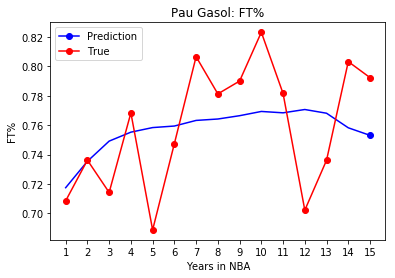 Pau Gasol: FT%
Prediction
True
FT%
0.82
0.80
0.78
0.76
0.74
0.72
0.70
1 2 3 4 5 6 7 8 9 10 11 12 13 14 15
Years in NBA